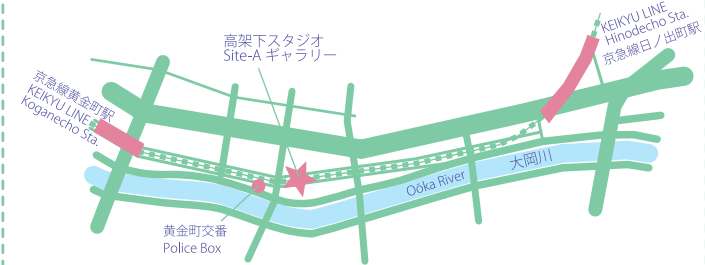 高架下スタジオ
Site-A ギャラリー
KEIKYU LINE
Hinodecho Sta.
京急線日ノ出町駅
京急線黄金町駅
KEIKYU LINE
Koganecho Sta.
大岡川
Oōka River
黄金町交番
Police Box